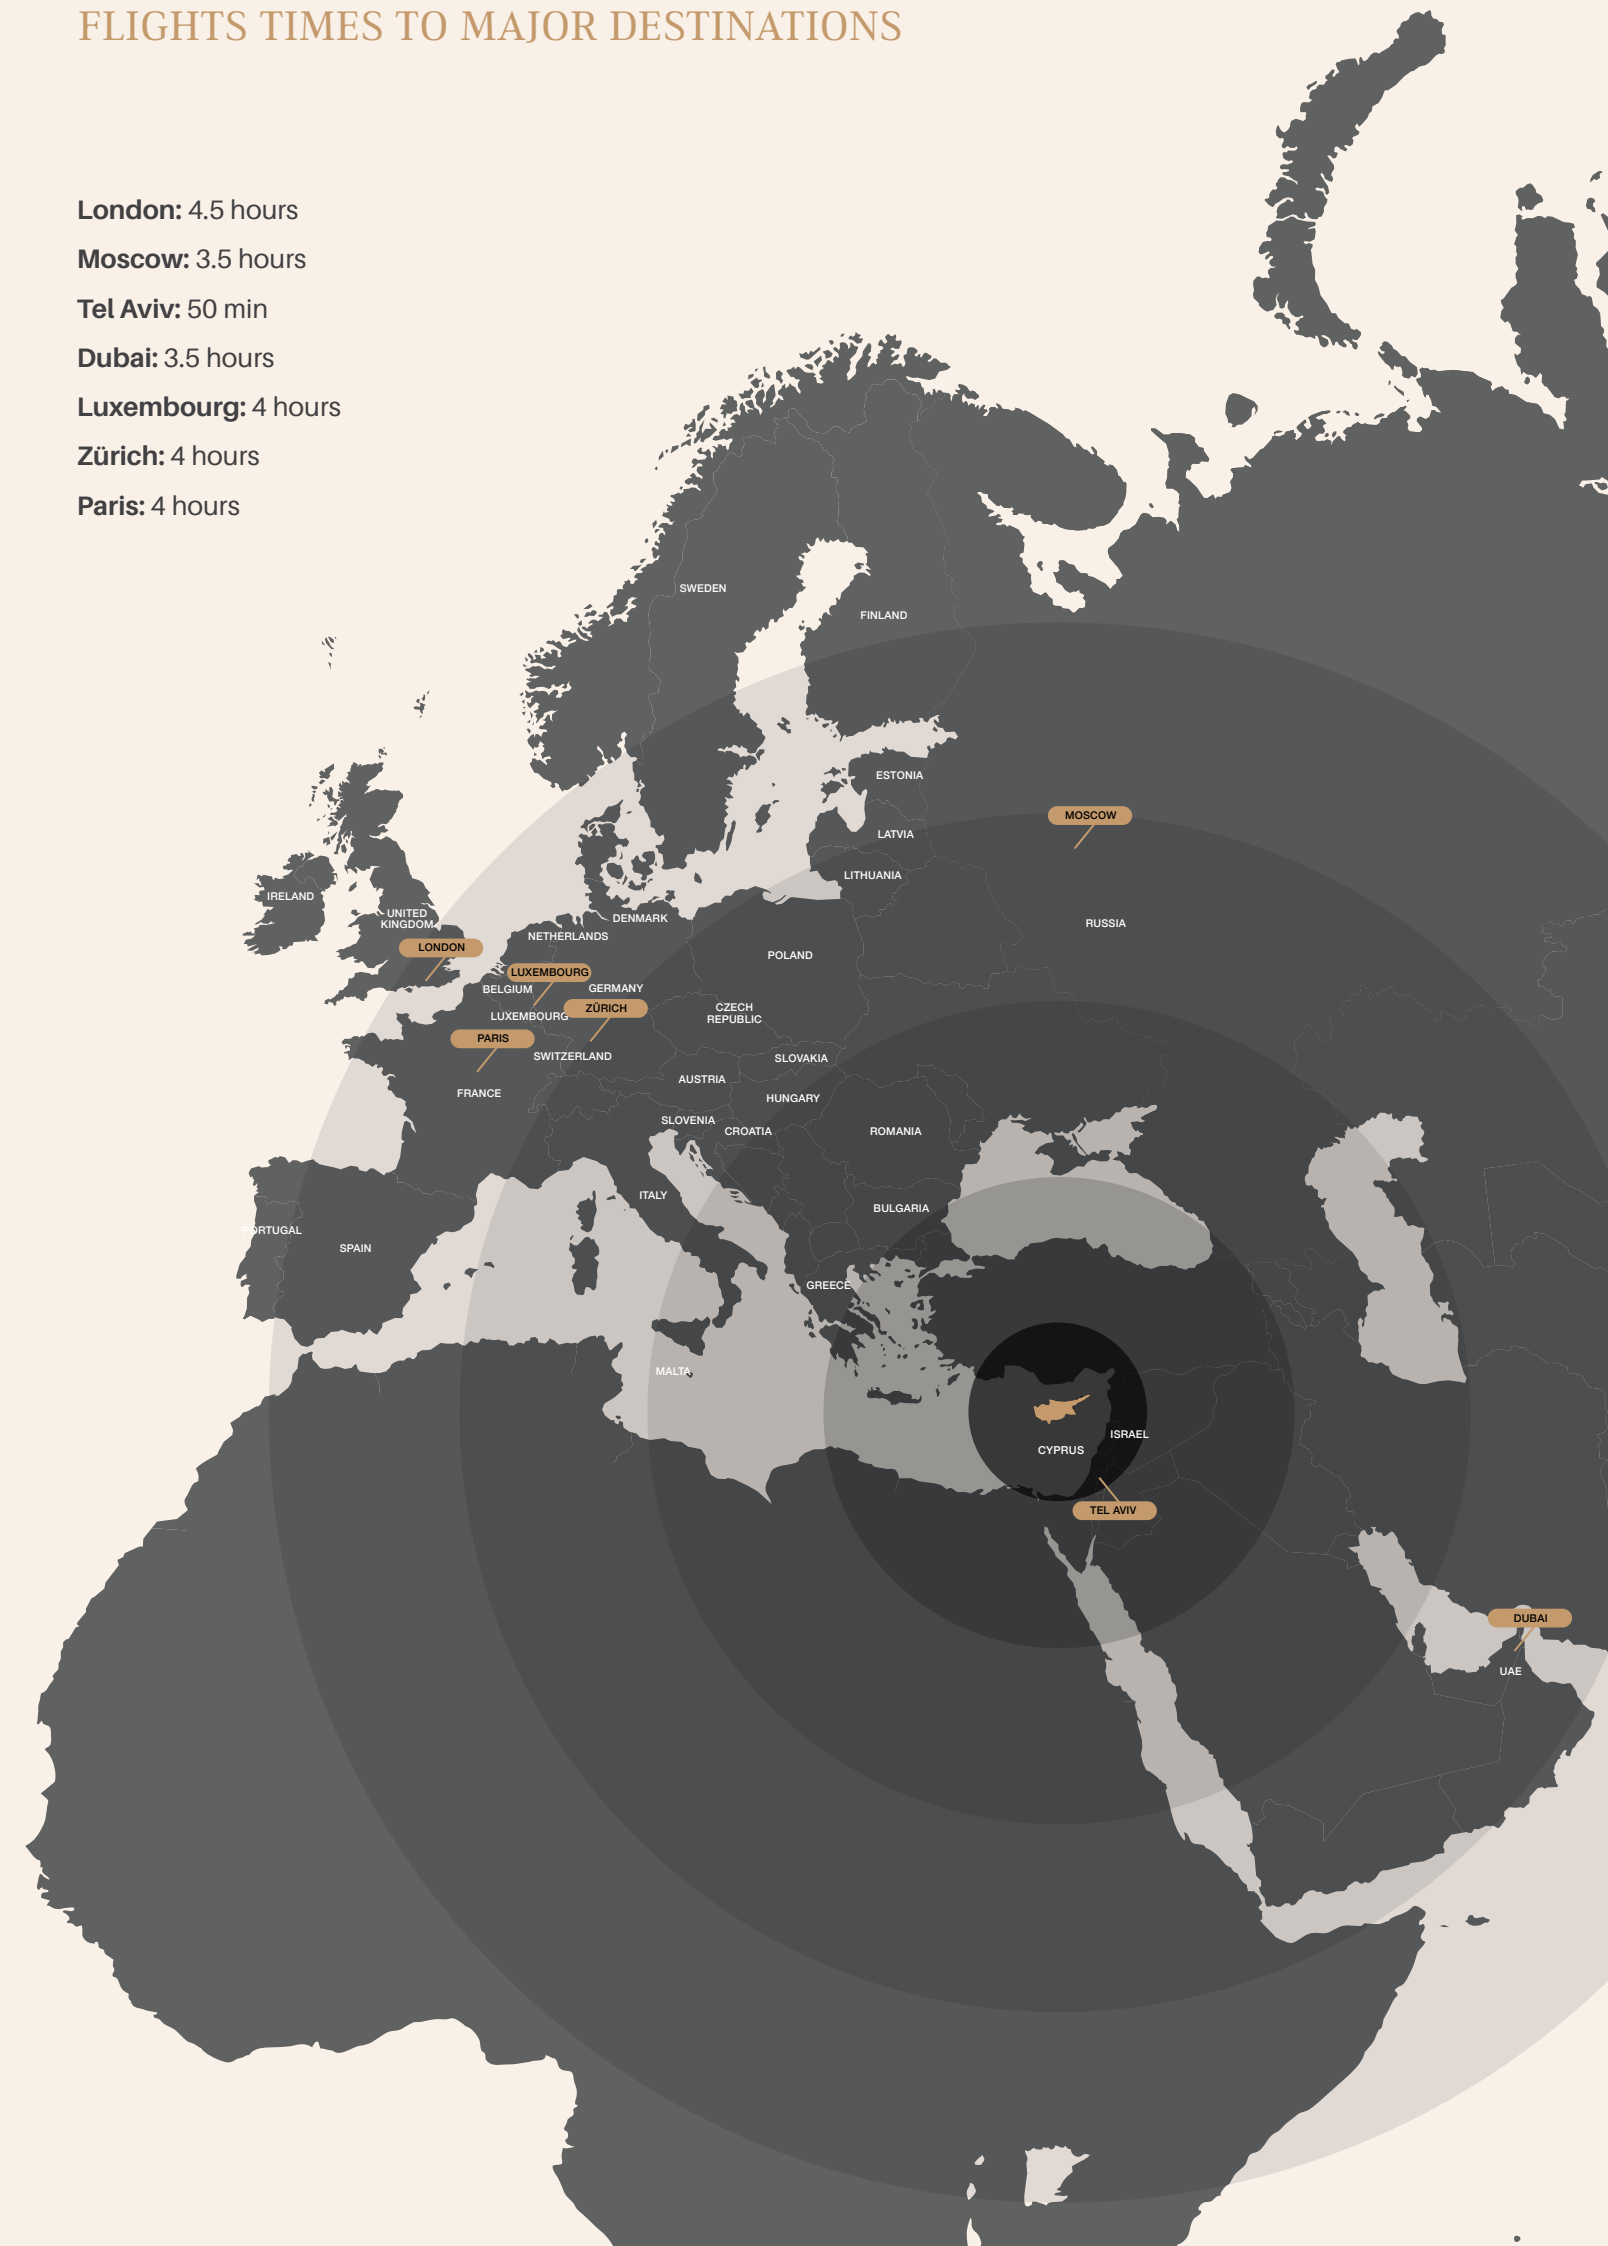 FLIGHTS TIMES TO MAJOR DESTINATIONS
London: 4.5 hours
Moscow: 3.5 hours
Tel Aviv: 50 min
Dubai: 3.5 hours
Luxembourg: 4 hours
Zürich: 4 hours
Paris: 4 hours
SWEDEN
FINLAND
ESTONIA
MOSCOW
LATVIA
LITHUANIA
IRELAND
UNITED
KINGDOM
DENMARK
RUSSIA
NETHERLANDS
LONDON
POLAND
LUXEMBOURG
BELGIUM
GERMANY
ZÜRICH
CZECH
REPUBLIC
LUXEMBOURG
PARIS
SWITZERLAND
SLOVAKIA
AUSTRIA
FRANCE
HUNGARY
SLOVENIA
CROATIA
ROMANIA
ITALY
BULGARIA
PORTUGAL
SPAIN
GREECE
MALTA
ISRAEL
CYPRUS
TEL AVIV
DUBAI
UAE